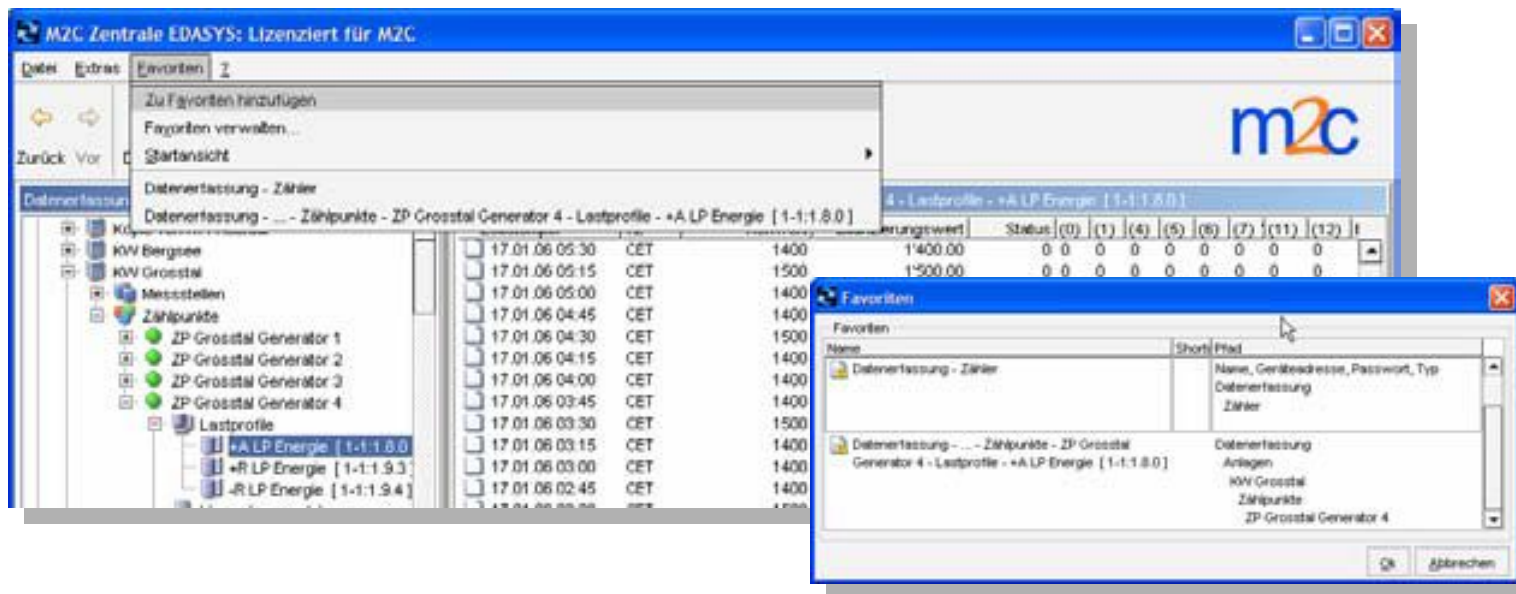 M2C Zentrale EDASYS: Lizenziert für M2C
Datei Extras Favoriten ?
Zu Favoriten hinzufügen
Favoriten verwalten...
Startansicht
Datenerfassung - Zähler
Datenerfassung - ... - Zählpunkte - ZP Grosstal Generator 4 - Lastprofile - +A LP Energie [ 1-1:1.8.0 ]
Zurück Vor
m2c
Datenerfassun
4 - Lastprofile - +A LP Energie [ 1-1:1.8.0 ]
KW Bergsee
KW Grosstal
Messstellen
Zählpunkte
ZP Grosstal Generator 1
ZP Grosstal Generator 2
ZP Grosstal Generator 3
ZP Grosstal Generator 4
Lastprofile
+A LP Energie [ 1-1:1.8.0
+R LP Energie [ 1-1:1.9.3 ]
-R LP Energie [ 1-1:1.9.4 ]
erungswert Status (0) (1) (4) (5) (6) (7) (11) (12)
17.01.06 05:30 CET 1400 1'400.00 0 0 0 0 0 0 0 0 0
17.01.06 05:15 CET 1500 1'500.00 0 0 0 0 0 0 0 0 0
17.01.06 05:00 CET 1400
17.01.06 04:45 CET 1400
17.01.06 04:30 CET 1500
17.01.06 04:15 CET 1400
17.01.06 04:00 CET 1400
17.01.06 03:45 CET 1400
17.01.06 03:30 CET 1500
17.01.06 03:15 CET 1400
17.01.06 03:00 CET 1400
17.01.06 02:45 CET 1400
Favoriten
Favoriten
Name Shortc Pfad
Datenerfassung - Zähler
Name, Geräteadresse, Passwort, Typ
Datenerfassung
Zähler
Datenerfassung - ... - Zählpunkte - ZP Grosstal
Generator 4 - Lastprofile - +A LP Energie [ 1-1:1.8.0 ]
Datenerfassung
Anlagen
KW Grosstal
Zählpunkte
ZP Grosstal Generator 4
Ok Abbrechen